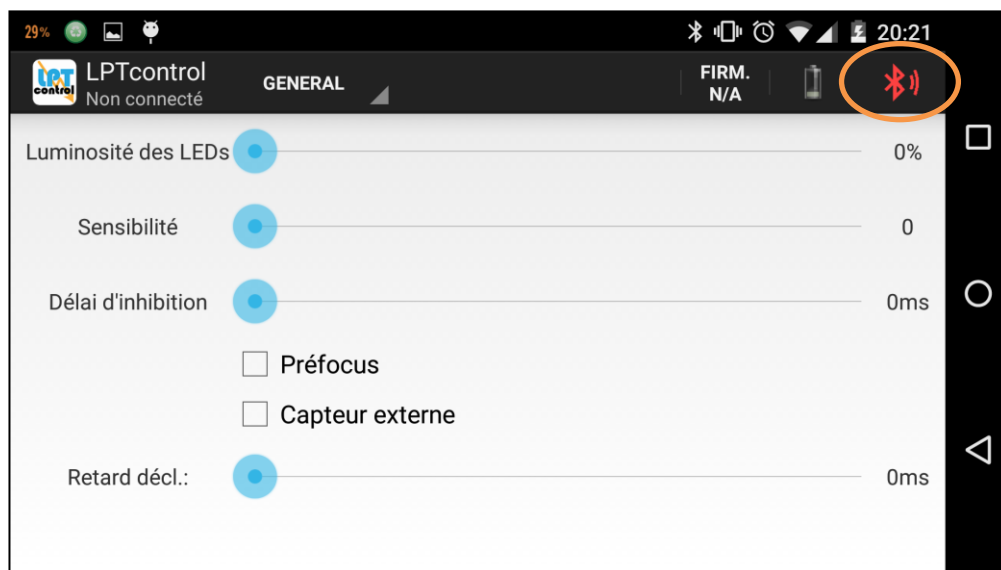 29% 20:21
LPT control LPTcontrol
Non connecté
GENERAL
FIRM.
N/A
Luminosité des LEDs 0%
Sensibilité 0
Délai d'inhibition 0ms
Préfocus
Capteur externe
Retard décl.: 0ms